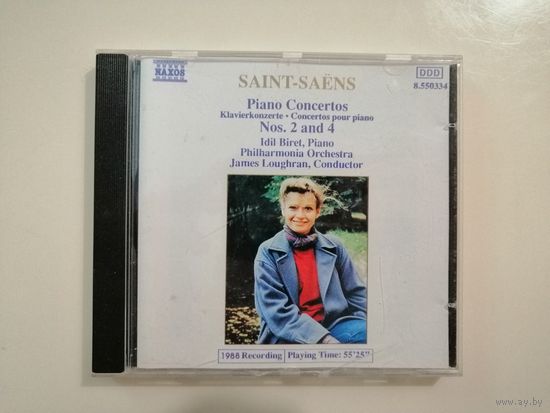 NAXOS
DDD
8.550334
SAINT-SAËNS
Piano Concertos
Klavierkonzerte • Concertos pour piano
Nos. 2 and 4
Idil Biret, Piano
Philharmonia Orchestra
James Loughran, Conductor
1988 Recording
Playing Time: 55'25"
www.ay.by